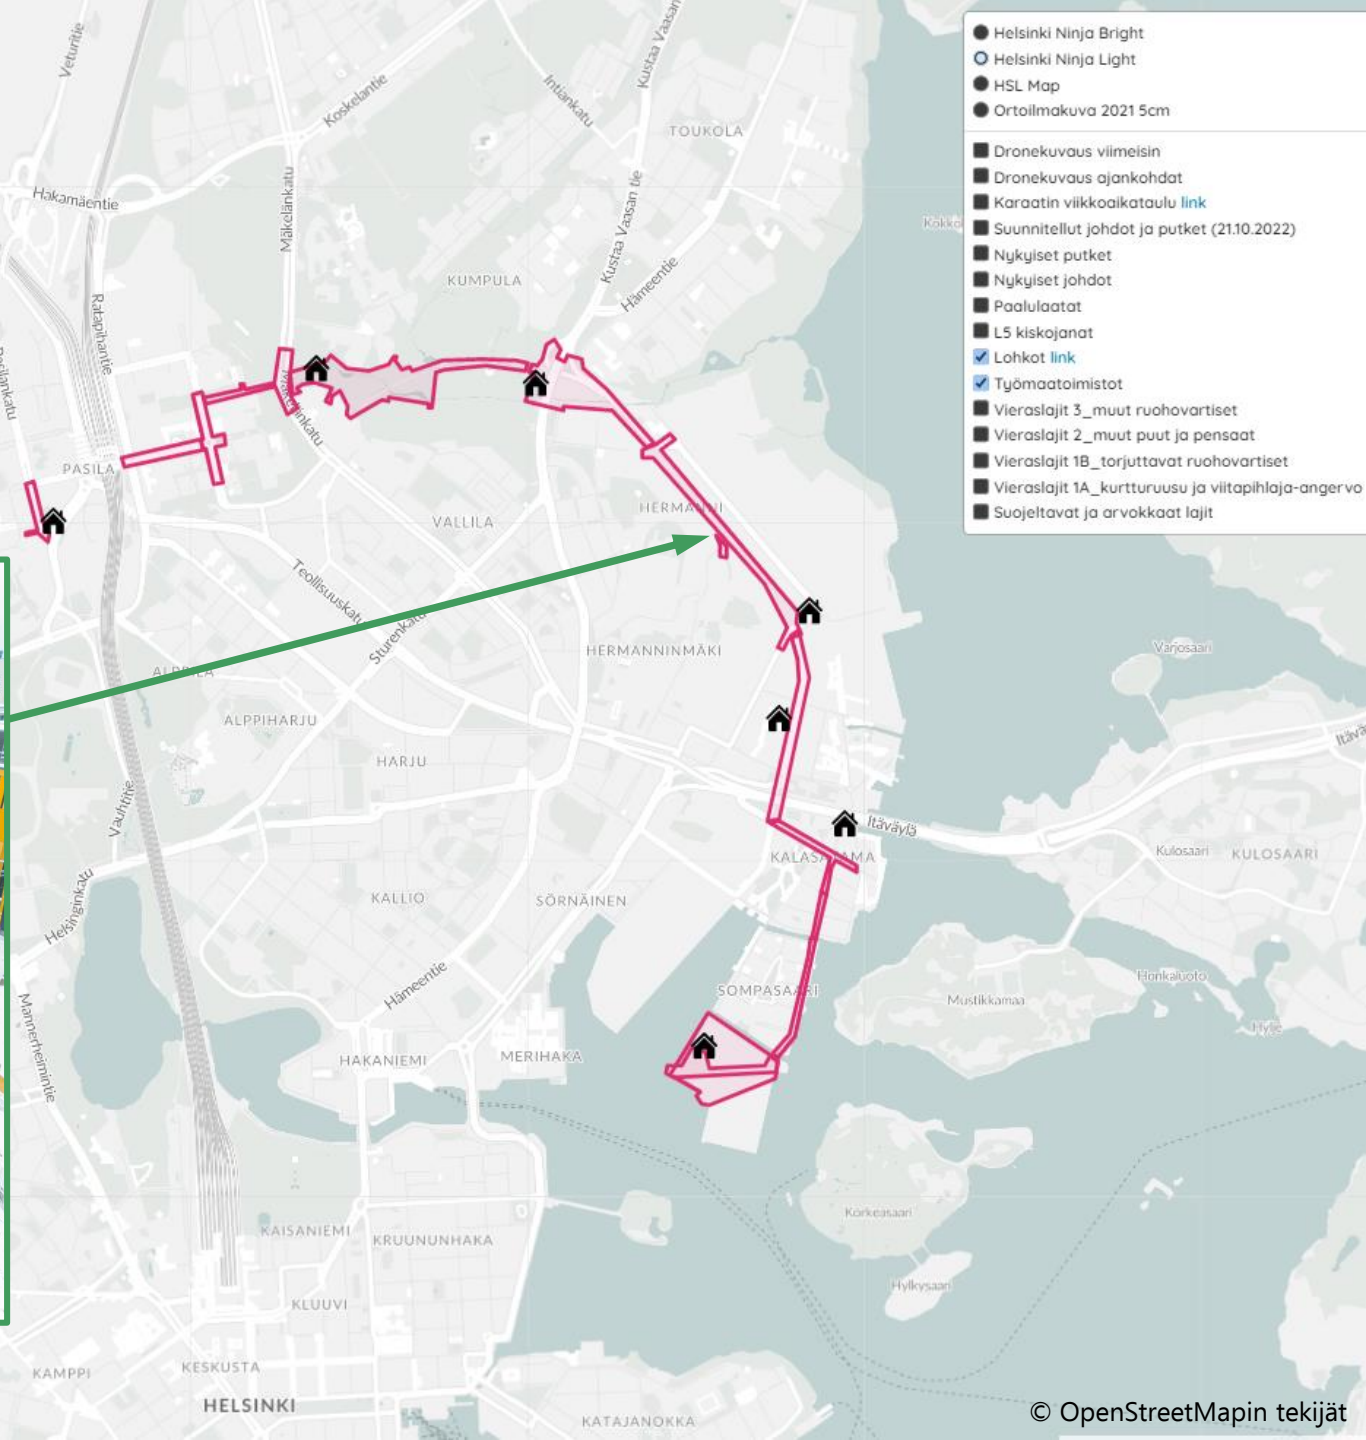 Helsinki Ninja Bright
Helsinki Ninja Light
HSL Map
Ortoilmakuva 2021 5cm
Dronekuvaus viimeisin
Dronekuvaus ajankohdat
Karaatin viikkoaikataulu link
Suunnitellut johdot ja putket (21.10.2022)
Nykyiset putket
Nykyiset johdot
Paalulaatat
L5 kiskojanat
Lohkot link
Työmaatoimistot
Vieraslajit 3_muut ruohovartiset
Vieraslajit 2_muut puut ja pensaat
Vieraslajit 1B_torjuttavat ruohovartiset
Vieraslajit 1A_kurtturuusu ja viitapihlaja-angervo
Suojeltavat ja arvokkaat lajit
Veturitie
Koskelantie
Intiankatu
Kustaa Vaasan
TOUKOLA
Hakamäentie
Mäkelänkatu
Kustaa Vaasan tie
KUMPULA
Hämeentie
Ratapihantie
PASILA
VALLILA
HERMANNI
Teollisuuskatu
Sturenkatu
HERMANNINMÄKI
Varjosaari
ALPPIHARJU
HARJU
Vauhtitie
Itäväylä
KALASATAMA
Kulosaari
KULOSAARI
Helsinginkatu
KALLIO
SÖRNÄINEN
Hämeentie
SOMPASAARI
Mustikkamaa
Honkaluoto
Mannerheimintie
HAKANIEMI
MERIHAKA
Korkeasaari
KAISANIEMI
KRUUNUNHAKA
Hylkysaari
KLUUVI
KAMPPI
KESKUSTA
HELSINKI
KATAJANOKKA
© OpenStreetMapin tekijät